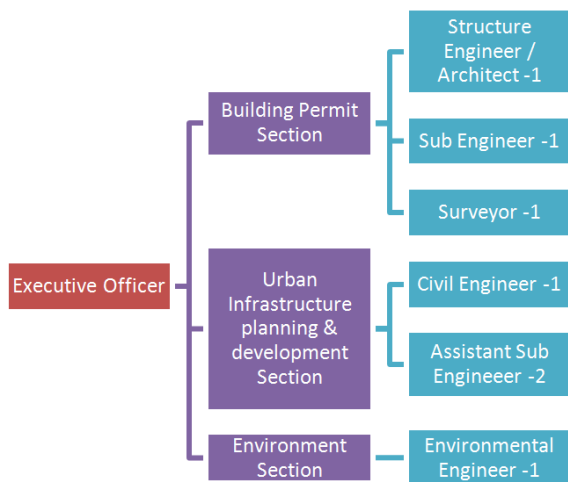 Executive Officer
Building Permit
Section
Structure
Engineer /
Architect -1
Sub Engineer -1
Surveyor -1
Urban
Infrastructure
planning &
development
Section
Civil Engineer -1
Assistant Sub
Engineeer -2
Environment
Section
Environmental
Engineer -1